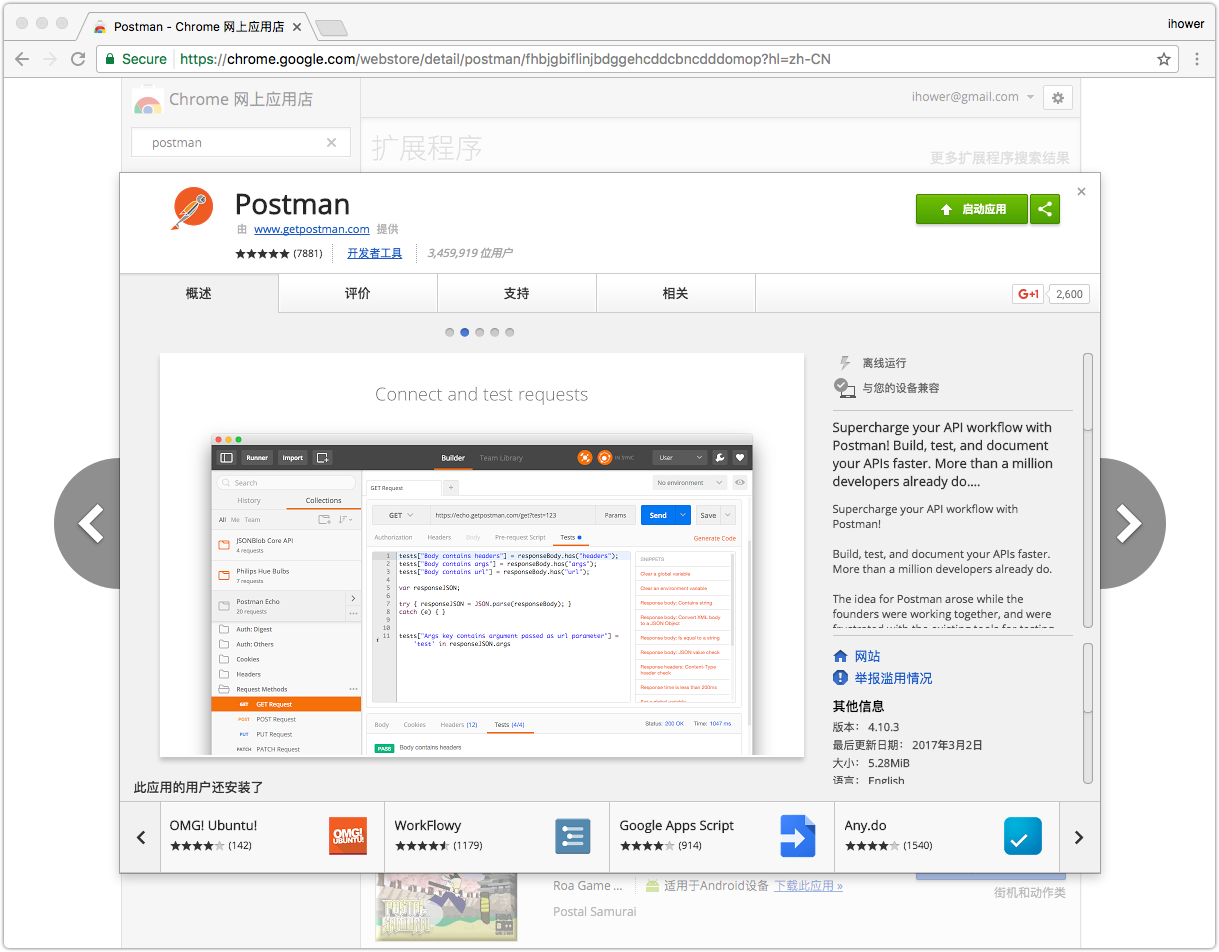 Postman - Chrome 网上应用店
ihower
Secure
https://chrome.google.com/webstore/detail/postman/fhbjgbiflinjbdggehcddcbncdddomop?hl=zh-CN
Chrome 网上应用店
ihower@gmail.com
postman
扩展程序
更多扩展程序搜索结果
Postman
由 www.getpostman.com 提供
(7881)
开发者工具
3,459,919 位用户
启动应用
概述
评价
支持
相关
G+1
2,600
Connect and test requests
Runner
Import
Builder
Team Library
IN SYNC
User
Search
History
Collections
All Me Team
JSONBlob Core API
4 requests
Philips Hue Bulbs
7 requests
Postman Echo
20 requests
Auth: Digest
Auth: Others
Cookies
Headers
Request Methods
GET GET Request
POST POST Request
PUT PUT Request
PATCH PATCH Request
GET Request
No environment
GET
https://echo.getpostman.com/get?test=123
Params
Send
Save
Authorization
Headers
Body
Pre-request Script
Tests
Generate Code
1 tests["Body contains headers"] = responseBody.has("headers");
2 tests["Body contains args"] = responseBody.has("args");
3 tests["Body contains url"] = responseBody.has("url");
4
5 var responseJSON;
6
7 try { responseJSON = JSON.parse(responseBody); }
8 catch (e) { }
9
10
11 tests["Args key contains argument passed as url parameter"] =
'test' in responseJSON.args
SNIPPETS
Clear a global variable
Clear an environment variable
Response body: Contains string
Response body: Convert XML body
to a JSON Object
Response body: Is equal to a string
Response body: JSON value check
Response headers: Content-Type
header check
Response time is less than 200ms
Set a global variable
Body
Cookies
Headers (12)
Tests (4/4)
Status: 200 OK
Time: 1047 ms
PASS Body contains headers
离线运行
与您的设备兼容
Supercharge your API workflow with
Postman! Build, test, and document
your APIs faster. More than a million
developers already do....
Supercharge your API workflow with
Postman!
Build, test, and document your APIs faster.
More than a million developers already do.
The idea for Postman arose while the
founders were working together, and were
frustrated with the existing tools for testing
网站
举报滥用情况
其他信息
版本： 4.10.3
最后更新日期： 2017年3月2日
大小： 5.28MiB
语言： English
此应用的用户还安装了
OMG! Ubuntu!
(142)
OMG!
UBUNTU!
WorkFlowy
(1179)
Google Apps Script
(914)
Any.do
(1540)
Roa Game ...
适用于Android设备 下载此应用 »
街机和动作类
Postal Samurai
POSTAL
SAMURAI